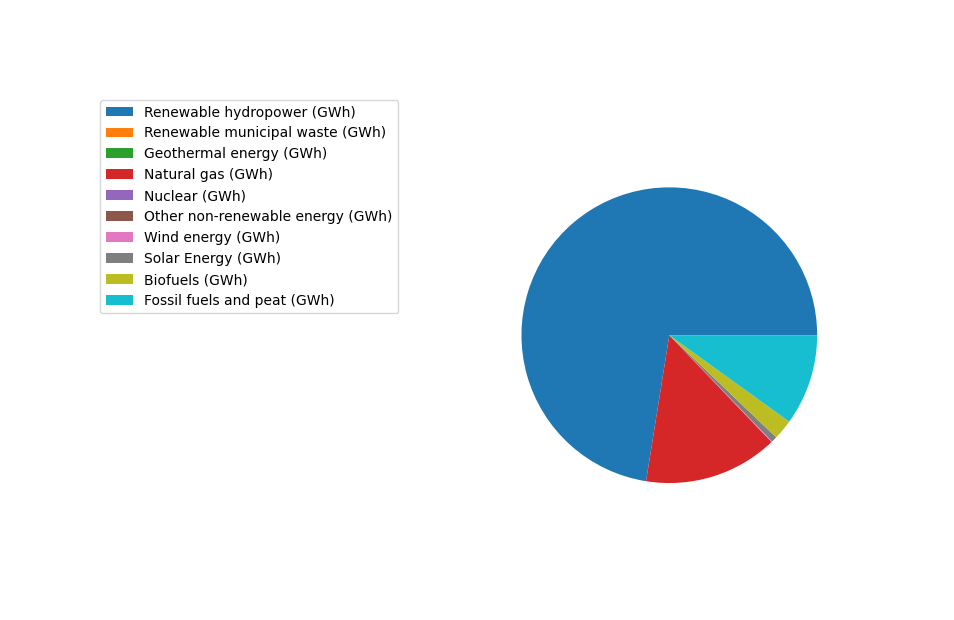 Renewable hydropower (GWh)
Renewable municipal waste (GWh)
Geothermal energy (GWh)
Natural gas (GWh)
Nuclear (GWh)
Other non-renewable energy (GWh)
Wind energy (GWh)
Solar Energy (GWh)
Biofuels (GWh)
Fossil fuels and peat (GWh)